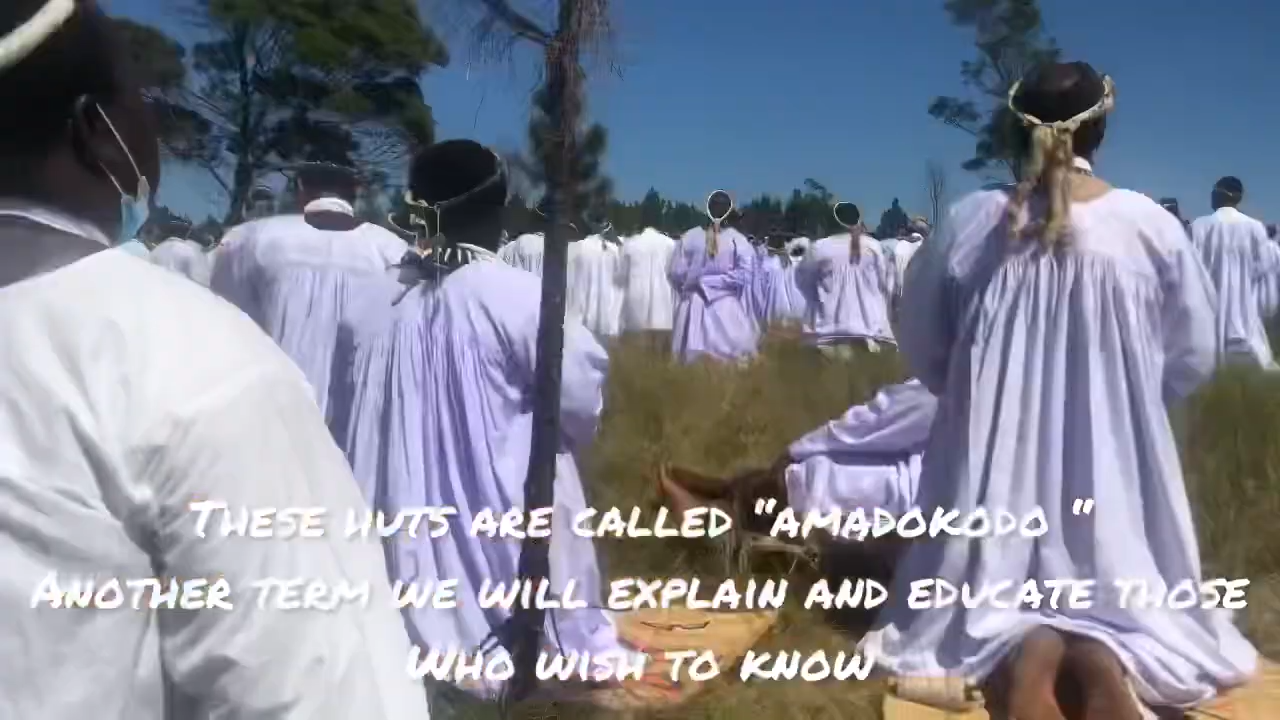 These huts are called "amadokodo "
Another term we will explain and educate those
Who wish to know